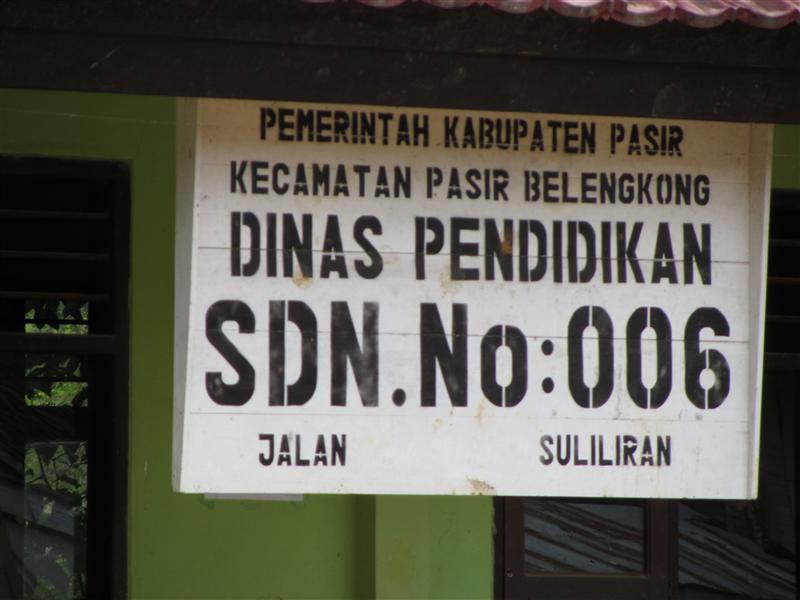 PEMERINTAH KABUPATEN PASIR
KECAMATAN PASIR BELENGKONG
DINAS PENDIDIKAN
SDN.No:006
JALAN SULILIRAN